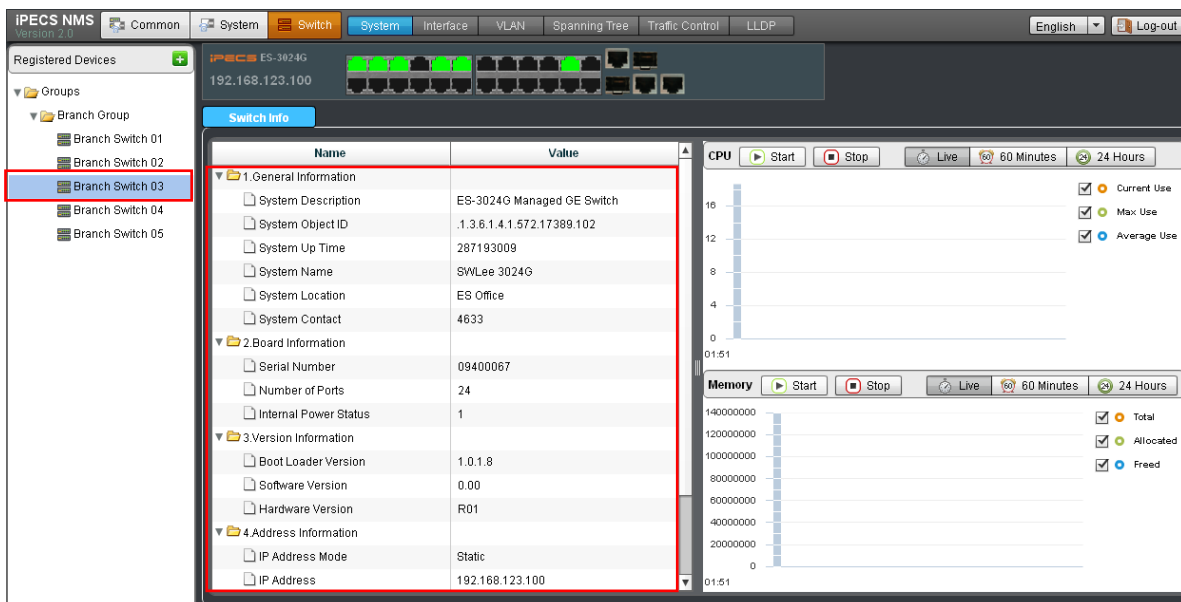 iPECS NMS
Version 2.0
Common
System
Switch
System
Interface
VLAN
Spanning Tree
Traffic Control
LLDP
English
Log-out
Registered Devices
Groups
Branch Group
Branch Switch 01
Branch Switch 02
Branch Switch 03
Branch Switch 04
Branch Switch 05
iPECS ES-3024G
192.168.123.100
Switch Info
Name Value
1.General Information
System Description ES-3024G Managed GE Switch
System Object ID .1.3.6.1.4.1.572.17389.102
System Up Time 287193009
System Name SWLee 3024G
System Location ES Office
System Contact 4633
2.Board Information
Serial Number 09400067
Number of Ports 24
Internal Power Status 1
3.Version Information
Boot Loader Version 1.0.1.8
Software Version 0.00
Hardware Version R01
4.Address Information
IP Address Mode Static
IP Address 192.168.123.100
CPU Start Stop Live 60 60 Minutes 24 24 Hours
16
12
8
4
0
01:51
Current Use
Max Use
Average Use
Memory Start Stop Live 60 60 Minutes 24 24 Hours
140000000
120000000
100000000
80000000
60000000
40000000
20000000
0
01:51
Total
Allocated
Freed